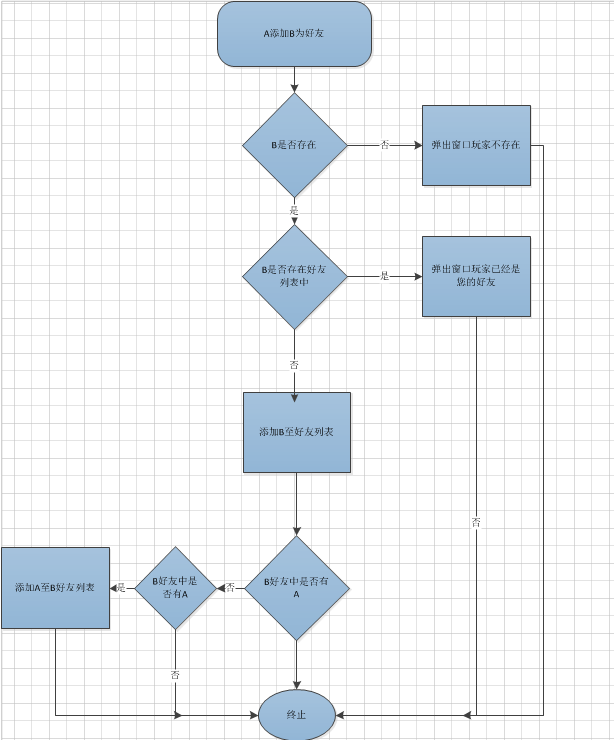 A添加B为好友
B是否存在
否
弹出窗口玩家不存在
是
B是否存在好友
列表中
是
弹出窗口玩家已经是
您的好友
否
添加B至好友列表
否
添加A至B好友列表
是
B好友中是
否有A
否
B好友中是否有
A
否
终止